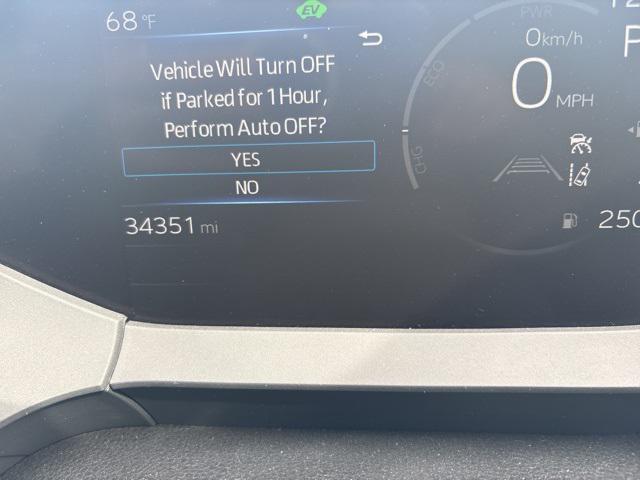 68 °F
EV
PWR
Vehicle Will Turn OFF
if Parked for 1 Hour,
Perform Auto OFF?
YES
NO
34351 mi
0 km/h
ECO
0 MPH
CHG
P
250